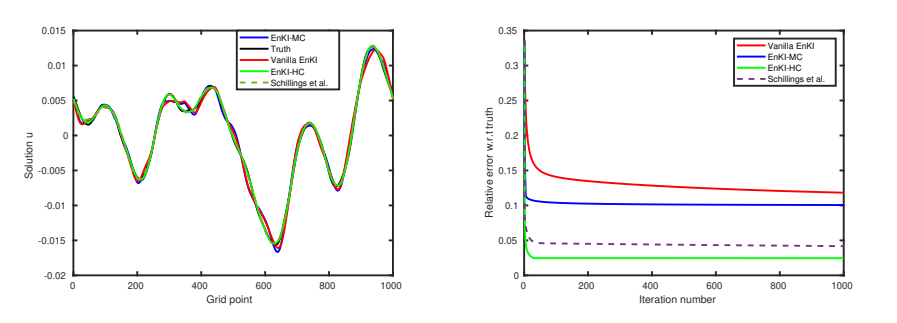 0.015
0.01
0.005
0
-0.005
-0.01
-0.015
-0.02
0
200
400
600
800
1000
Grid point
Solution u
EnKI-MC
Truth
Vanilla EnKI
EnKI-HC
Schillings et al.
0.35
0.3
0.25
0.2
0.15
0.1
0.05
0
0
200
400
600
800
1000
Iteration number
Relative error w.r.t truth
Vanilla EnKI
EnKI-MC
EnKI-HC
Schillings et al.